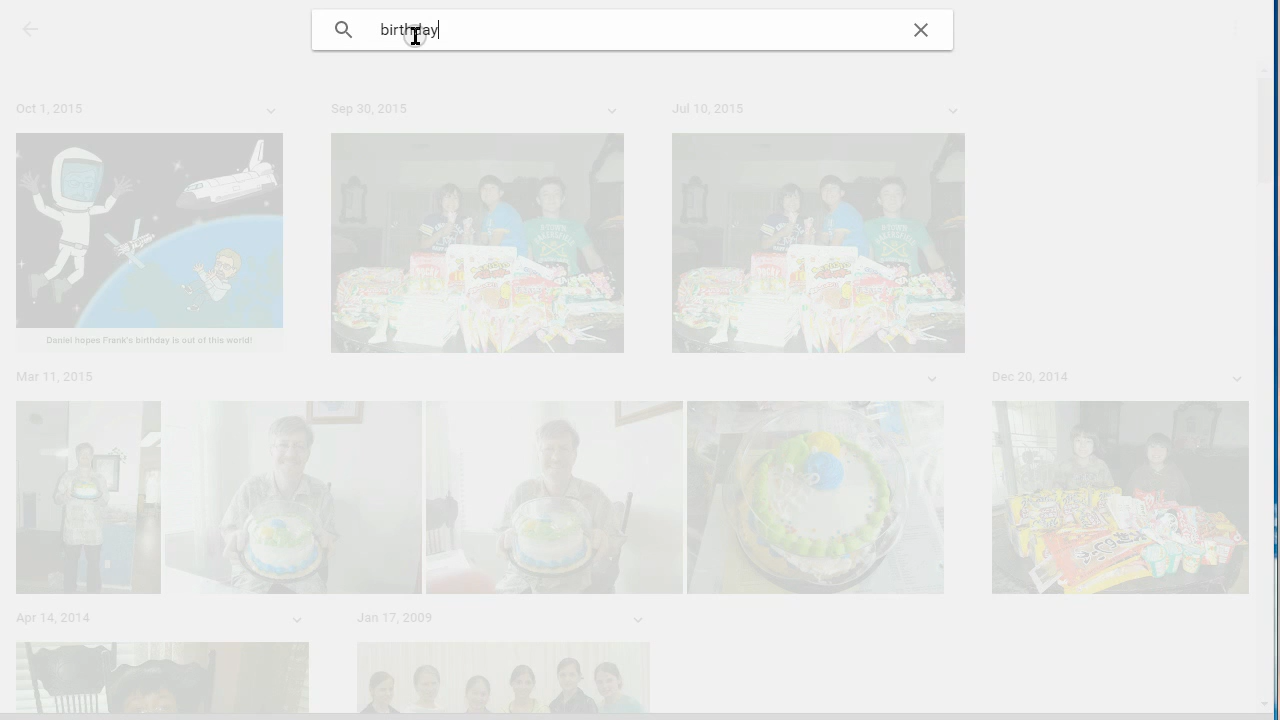 birthday
Oct 1, 2015
Sep 30, 2015
Jul 10, 2015
Daniel hopes Frank's birthday is out of this world!
Mar 11, 2015
Dec 20, 2014
Apr 14, 2014
Jan 17, 2009